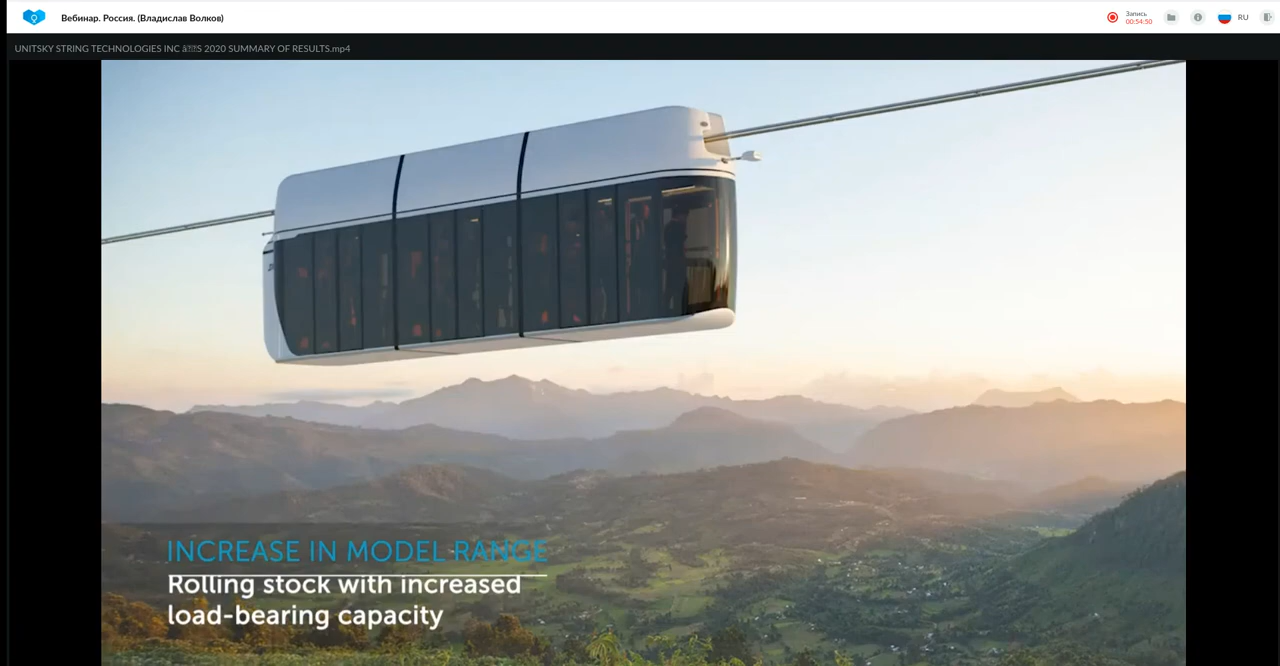 Вебинар. Россия. (Владислав Волков)
Запись
00:54:50
RU
UNITSKY STRING TECHNOLOGIES INC S 2020 SUMMARY OF RESULTS.mp4
INCREASE IN MODEL RANGE
Rolling stock with increased
load-bearing capacity